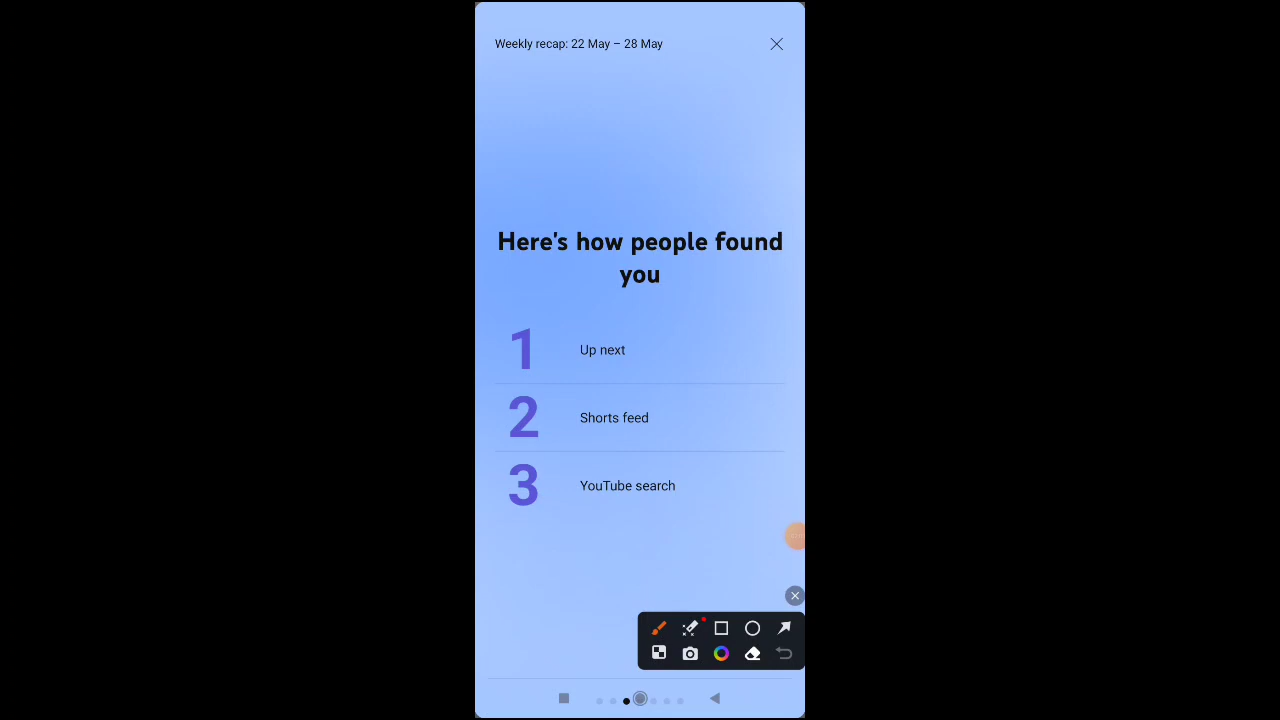 Weekly recap: 22 May – 28 May
Here's how people found
you
1 Up next
2 Shorts feed
3 YouTube search